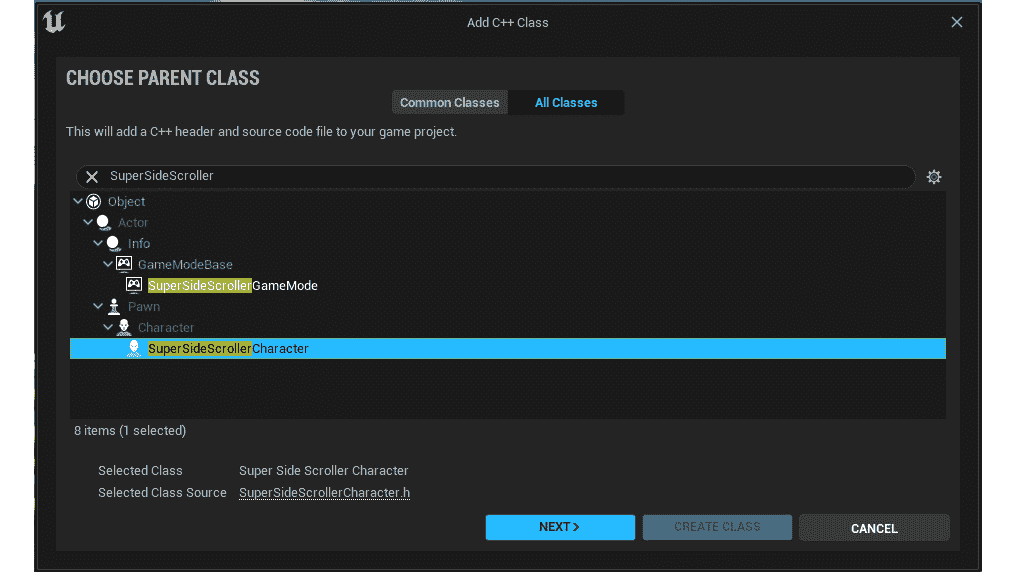 Add C++ Class
CHOOSE PARENT CLASS
Common Classes All Classes
This will add a C++ header and source code file to your game project.
SuperSideScroller
Object
Actor
Info
GameModeBase
SuperSideScrollerGameMode
Pawn
Character
SuperSideScrollerCharacter
8 items (1 selected)
Selected Class Super Side Scroller Character
Selected Class Source SuperSideScrollerCharacter.h
NEXT> CREATE CLASS CANCEL